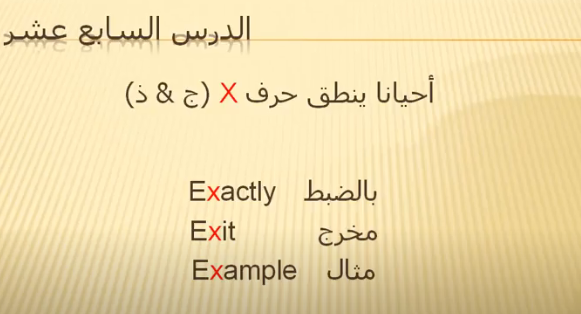 الدرس السابع عشر
أحيانا ينطق حرف X (ج & ذ)
Exactly بالضبط
Exit مخرج
Example مثال